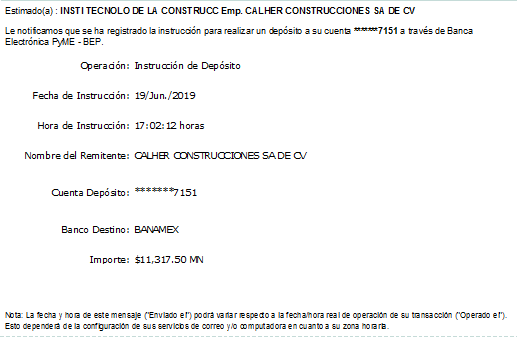 Estimado(a) : INSTI TECNOLO DE LA CONSTRUCC Emp. CALHER CONSTRUCCIONES SA DE CV
Le notificamos que se ha registrado la instrucción para realizar un depósito a su cuenta ******7151 a través de Banca
Electrónica PyME - BEP.
Operación: Instrucción de Depósito
Fecha de Instrucción: 19/Jun./2019
Hora de Instrucción: 17:02:12 horas
Nombre del Remitente: CALHER CONSTRUCCIONES SA DE CV
Cuenta Depósito: *******7151
Banco Destino: BANAMEX
Importe: $11,317.50 MN
Nota: La fecha y hora de este mensaje ("Enviado el") podrá variar respecto a la fecha/hora real de operación de su transacción ("Operado el").
Esto dependerá de la configuración de sus servicios de correo y/o computadora en cuanto a su zona horaria.